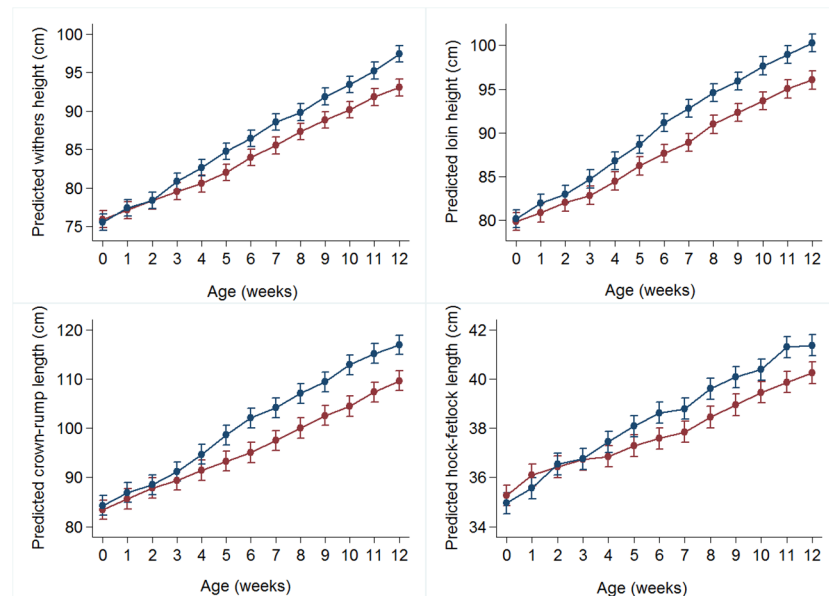 Predicted withers height (cm)
100
95
90
85
80
75
0 1 2 3 4 5 6 7 8 9 10 11 12
Age (weeks)
Predicted loin height (cm)
100
95
90
85
80
0 1 2 3 4 5 6 7 8 9 10 11 12
Age (weeks)
Predicted crown-rump length (cm)
120
110
100
90
80
0 1 2 3 4 5 6 7 8 9 10 11 12
Age (weeks)
Predicted hock-fetlock length (cm)
42
40
38
36
34
0 1 2 3 4 5 6 7 8 9 10 11 12
Age (weeks)